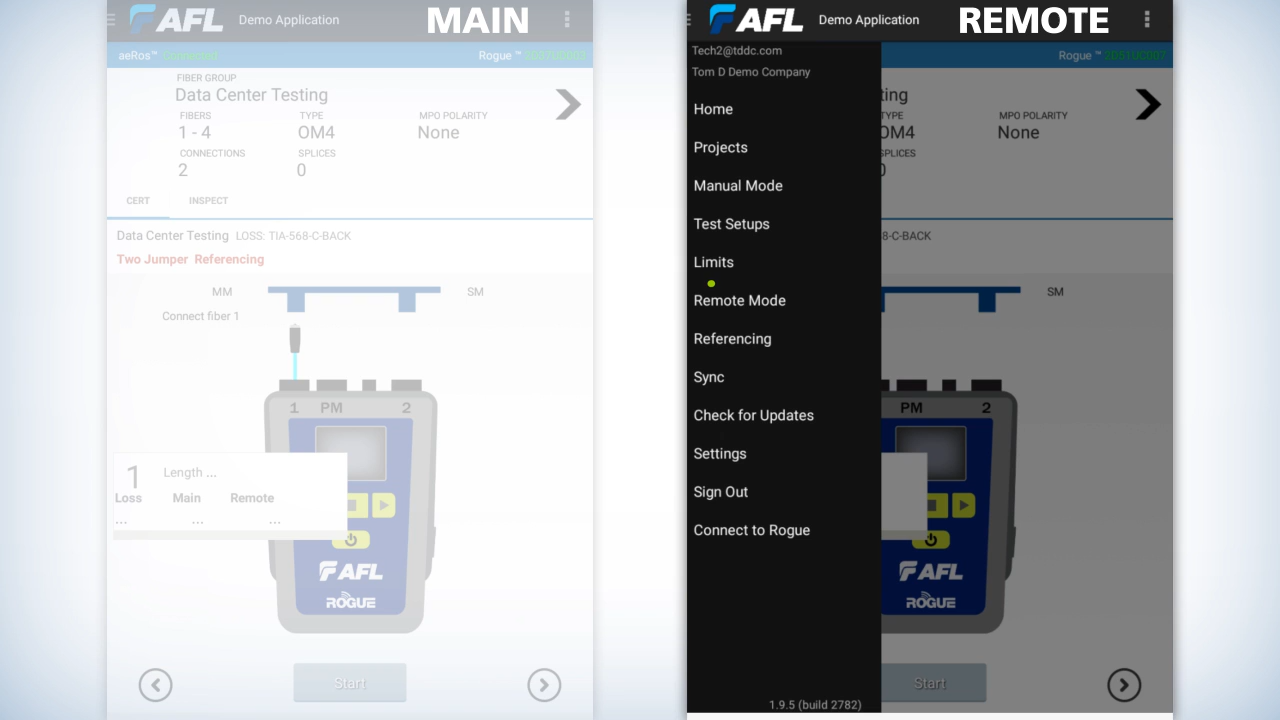 AFL Demo Application MAIN
aeRos™ Rogue ™
FIBER GROUP
Data Center Testing
FIBERS TYPE MPO POLARITY
1 - 4 OM4 None
CONNECTIONS SPLICES
2 0
CERT INSPECT
Data Center Testing LOSS: TIA-568-C-BACK
Two Jumper Referencing
MM SM
Connect fiber 1
1 PM 2
1 Length ...
Loss Main Remote
... ... ...
AFL
ROGUE
Start
AFL Demo Application REMOTE
Tech2@tddc.com
Rogue ™
Tom D Demo Company
Home
Projects
Manual Mode
Test Setups
Limits
Remote Mode
Referencing
Sync
Check for Updates
Settings
Sign Out
Connect to Rogue
1.9.5 (build 2782)
ting
TYPE MPO POLARITY
OM4 None
SPLICES
0
8-C-BACK
SM
PM 2
AFL
ROGUE
Start